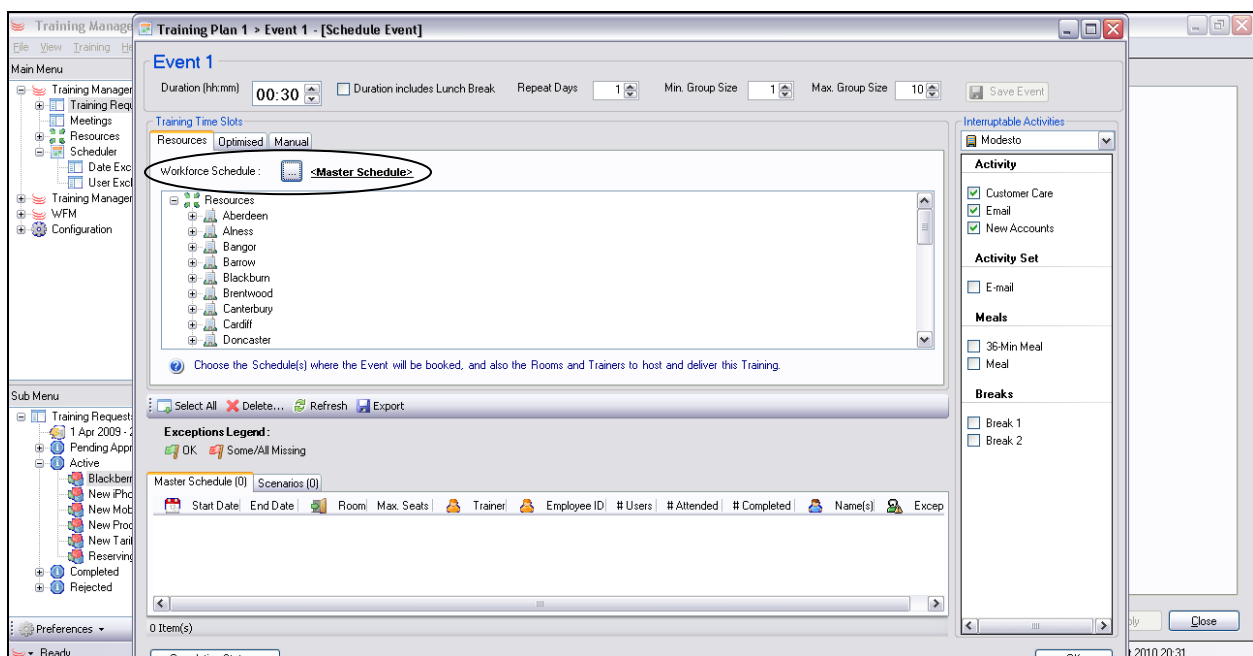 Training Manage
File View Training He
Main Menu
Training Manager
Training Requ
Meetings
Resources
Scheduler
Date Exc
User Excl
Training Manager
WFM
Configuration
Sub Menu
Training Request
1 Apr 2009 - 2
Pending Appr
Active
Blackberr
New iPho
New Mob
New Prod
New Tarif
Reserving
Completed
Rejected
Preferences
Ready
Training Plan 1 > Event 1 - [Schedule Event]
Event 1
Duration (hh:mm) 00:30 Duration includes Lunch Break Repeat Days 1 Min. Group Size 1 Max. Group Size 10 Save Event
Training Time Slots
Resources Optimised Manual
Workforce Schedule : ... <Master Schedule>
Resources
Aberdeen
Alness
Bangor
Barrow
Blackburn
Brentwood
Canterbury
Cardiff
Doncaster
Choose the Schedule(s) where the Event will be booked, and also the Rooms and Trainers to host and deliver this Training.
Select All Delete... Refresh Export
Exceptions Legend :
OK Some/All Missing
Master Schedule (0) Scenarios (0)
Start Date End Date Room Max. Seats Trainer Employee ID # Users # Attended # Completed Name(s) Excep
0 Item(s)
Interruptable Activities
Modesto
Activity
Customer Care
Email
New Accounts
Activity Set
E-mail
Meals
36-Min Meal
Meal
Breaks
Break 1
Break 2
OK
ply Close
t 2010 20:31